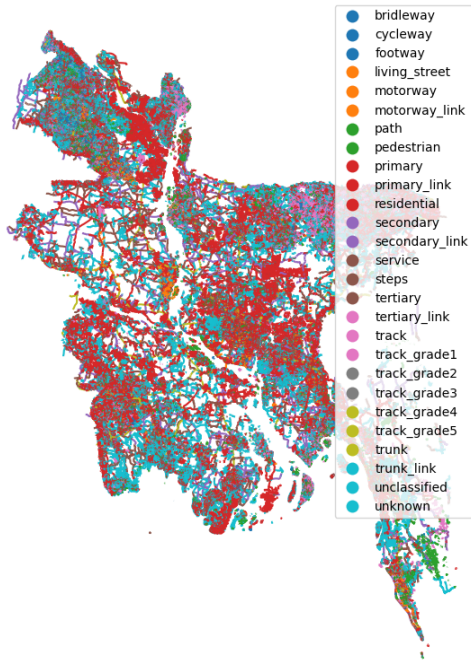 bridleway
cycleway
footway
living_street
motorway
motorway_link
path
pedestrian
primary
primary_link
residential
secondary
secondary_link
service
steps
tertiary
tertiary_link
track
track_grade1
track_grade2
track_grade3
track_grade4
track_grade5
trunk
trunk_link
unclassified
unknown